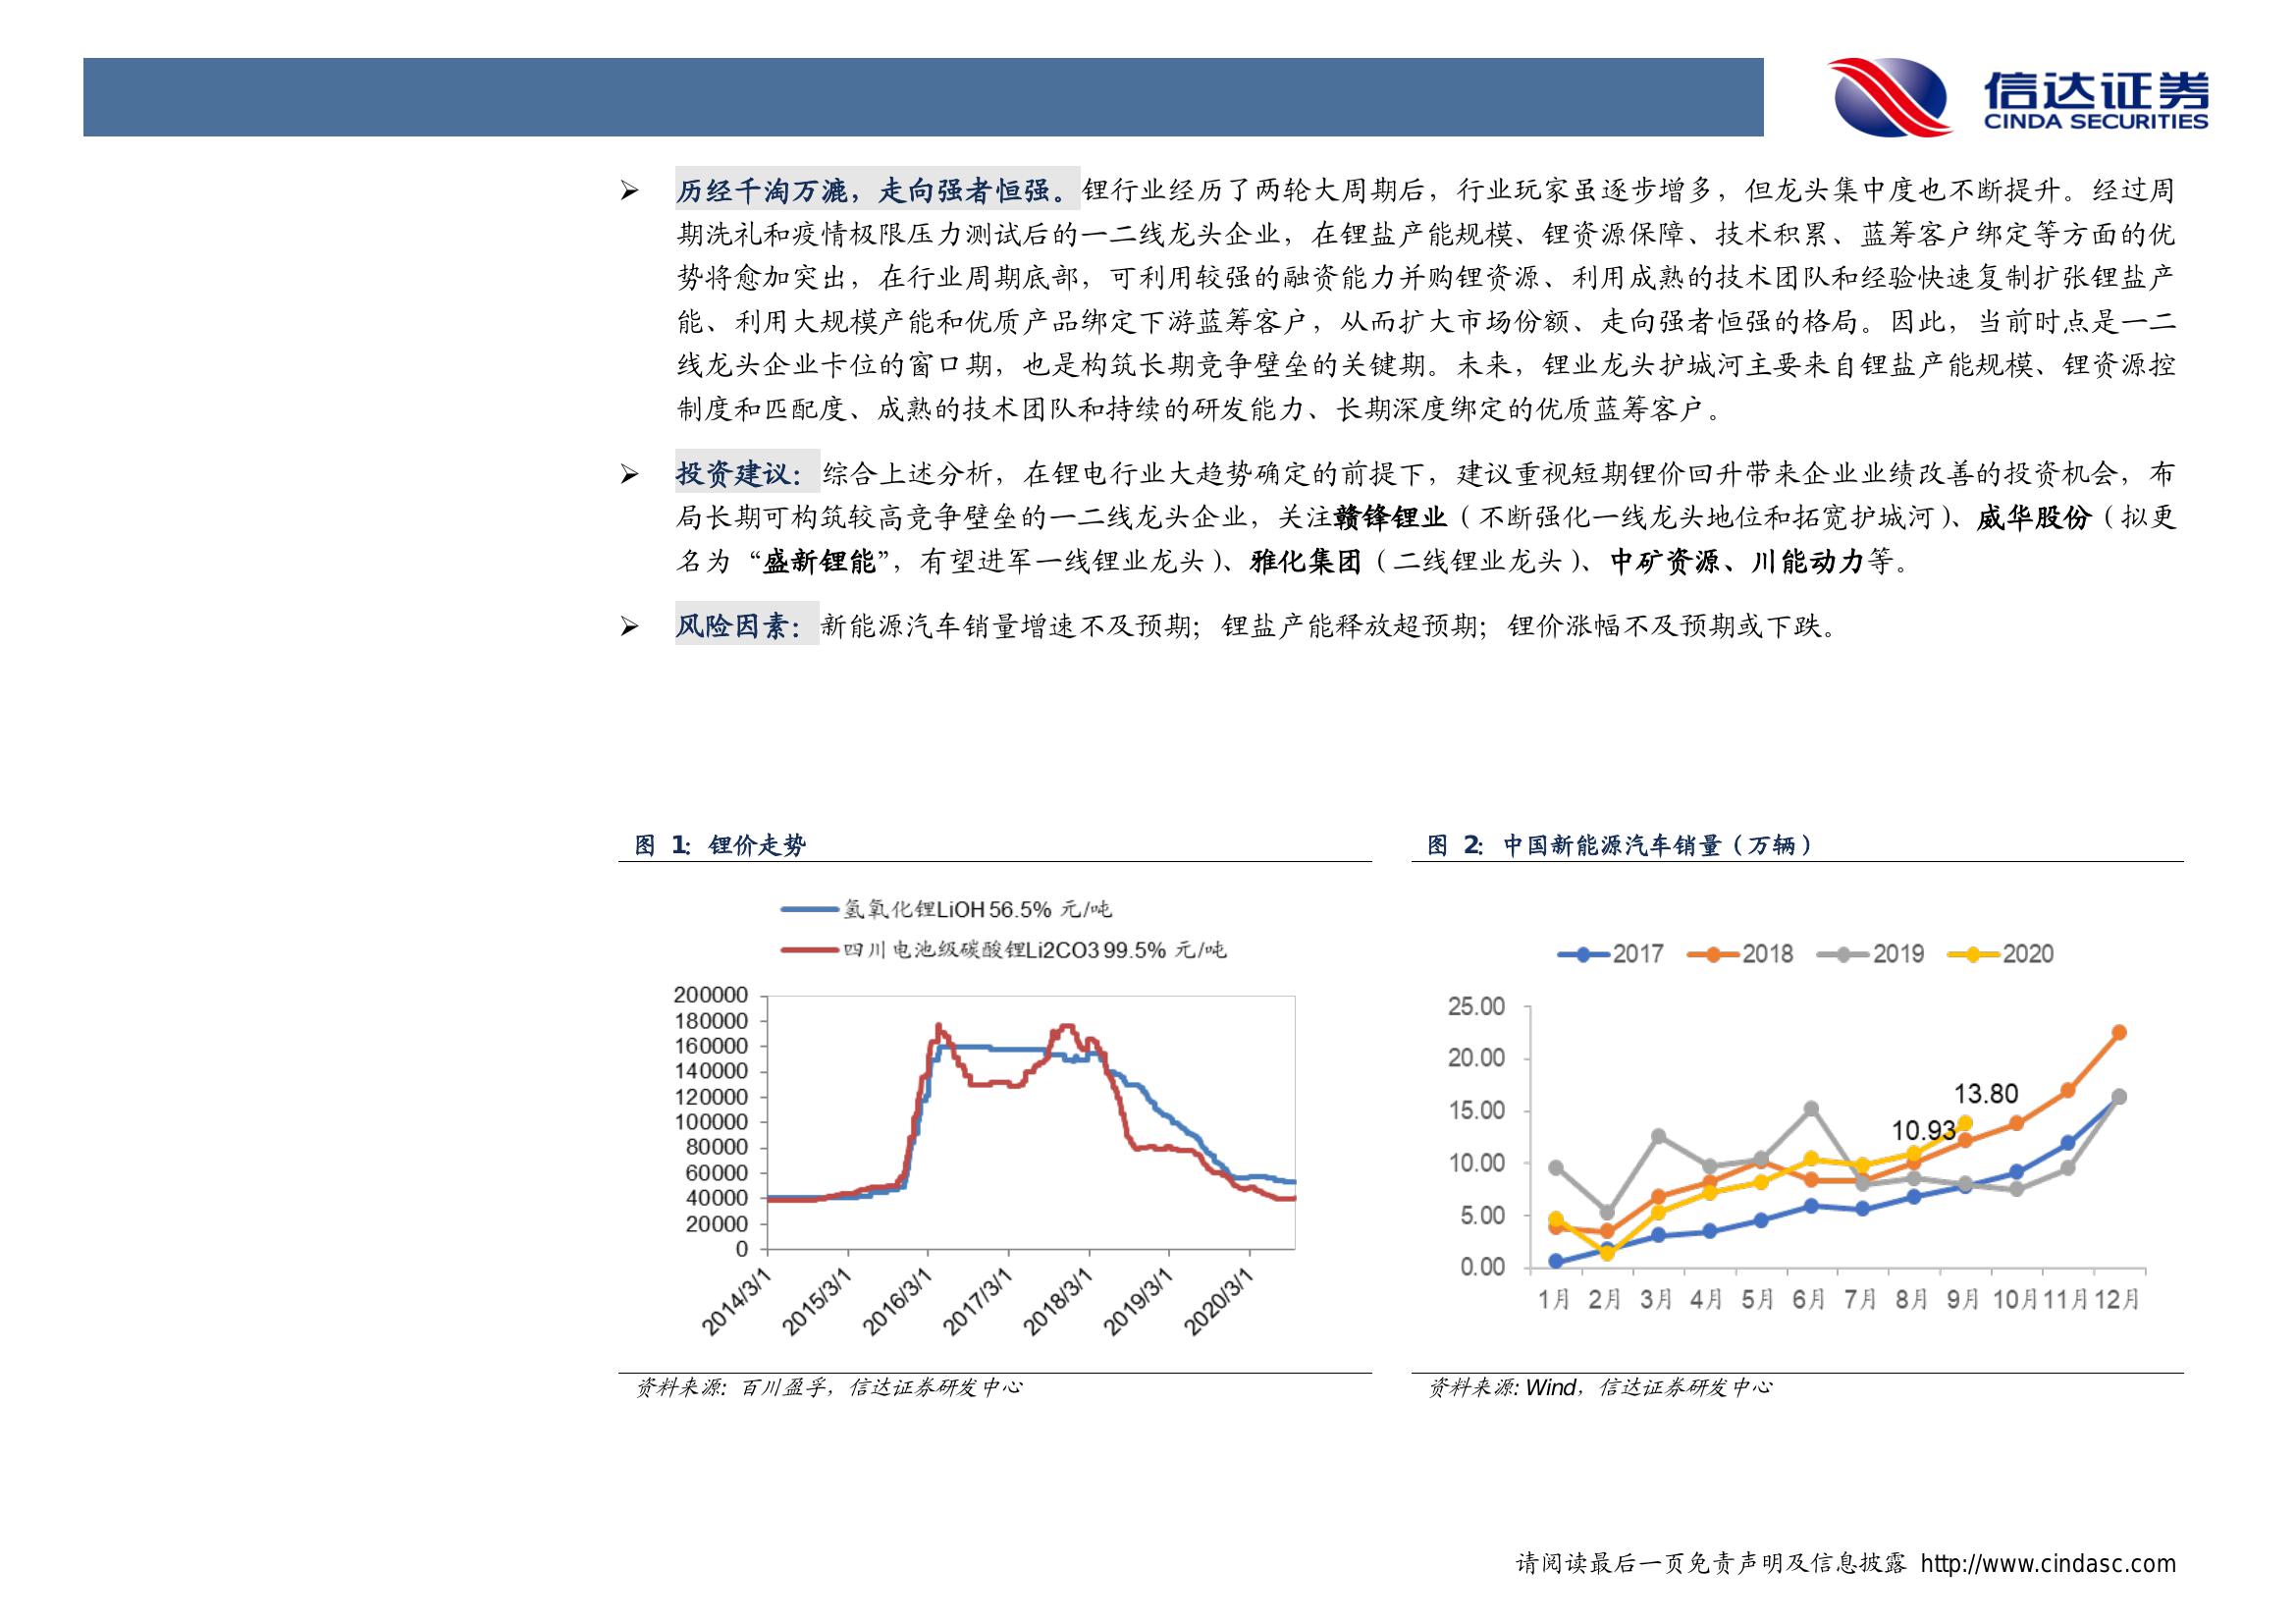 信达证券
CINDA SECURITIES
➢ 历经千淘万漉，走向强者恒强。锂行业经历了两轮大周期后，行业玩家虽逐步增多，但龙头集中度也不断提升。经过周
期洗礼和疫情极限压力测试后的一二线龙头企业，在锂盐产能规模、锂资源保障、技术积累、蓝筹客户绑定等方面的优
势将愈加突出，在行业周期底部，可利用较强的融资能力并购锂资源、利用成熟的技术团队和经验快速复制扩张锂盐产
能、利用大规模产能和优质产品绑定下游蓝筹客户，从而扩大市场份额、走向强者恒强的格局。因此，当前时点是一二
线龙头企业卡位的窗口期，也是构筑长期竞争壁垒的关键期。未来，锂业龙头护城河主要来自锂盐产能规模、锂资源控
制度和匹配度、成熟的技术团队和持续的研发能力、长期深度绑定的优质蓝筹客户。
➢ 投资建议：综合上述分析，在锂电行业大趋势确定的前提下，建议重视短期锂价回升带来企业业绩改善的投资机会，布
局长期可构筑较高竞争壁垒的一二线龙头企业，关注赣锋锂业（不断强化一线龙头地位和拓宽护城河）、威华股份（拟更
名为“盛新锂能”，有望进军一线锂业龙头）、雅化集团（二线锂业龙头）、中矿资源、川能动力等。
➢ 风险因素：新能源汽车销量增速不及预期；锂盐产能释放超预期；锂价涨幅不及预期或下跌。
图 1：锂价走势
氢氧化锂LiOH 56.5% 元/吨
四川电池级碳酸锂Li2CO3 99.5% 元/吨
200000
180000
160000
140000
120000
100000
80000
60000
40000
20000
0
2014/3/1
2015/3/1
2016/3/1
2017/3/1
2018/3/1
2019/3/1
2020/3/1
资料来源：百川盈孚，信达证券研发中心
图 2：中国新能源汽车销量（万辆）
2017 2018 2019 2020
25.00
20.00
15.00
10.00
5.00
0.00
13.80
10.93
1月 2月 3月 4月 5月 6月 7月 8月 9月 10月 11月 12月
资料来源: Wind，信达证券研发中心
请阅读最后一页免责声明及信息披露 http://www.cindasc.com